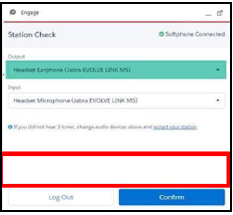 Engage
Station Check
Softphone Connected
Output
Headset Earphone (Jabra EVOLVE LINK MS)
Input
Headset Microphone (Jabra EVOLVE LINK MS)
If you did not hear 3 tones, change audio devices above and restart your station
Log Out
Confirm